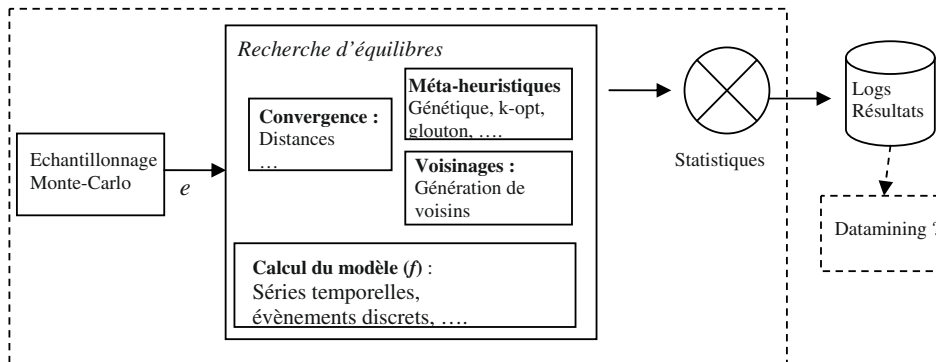 Recherche d'équilibres
Méta-heuristiques
Génétique, k-opt,
glouton, ….
Convergence :
Distances
…
Voisinages :
Génération de
voisins
Calcul du modèle (f) :
Séries temporelles,
évènements discrets, ….
Echantillonnage
Monte-Carlo
e
Statistiques
Logs
Résultats
Datamining ?